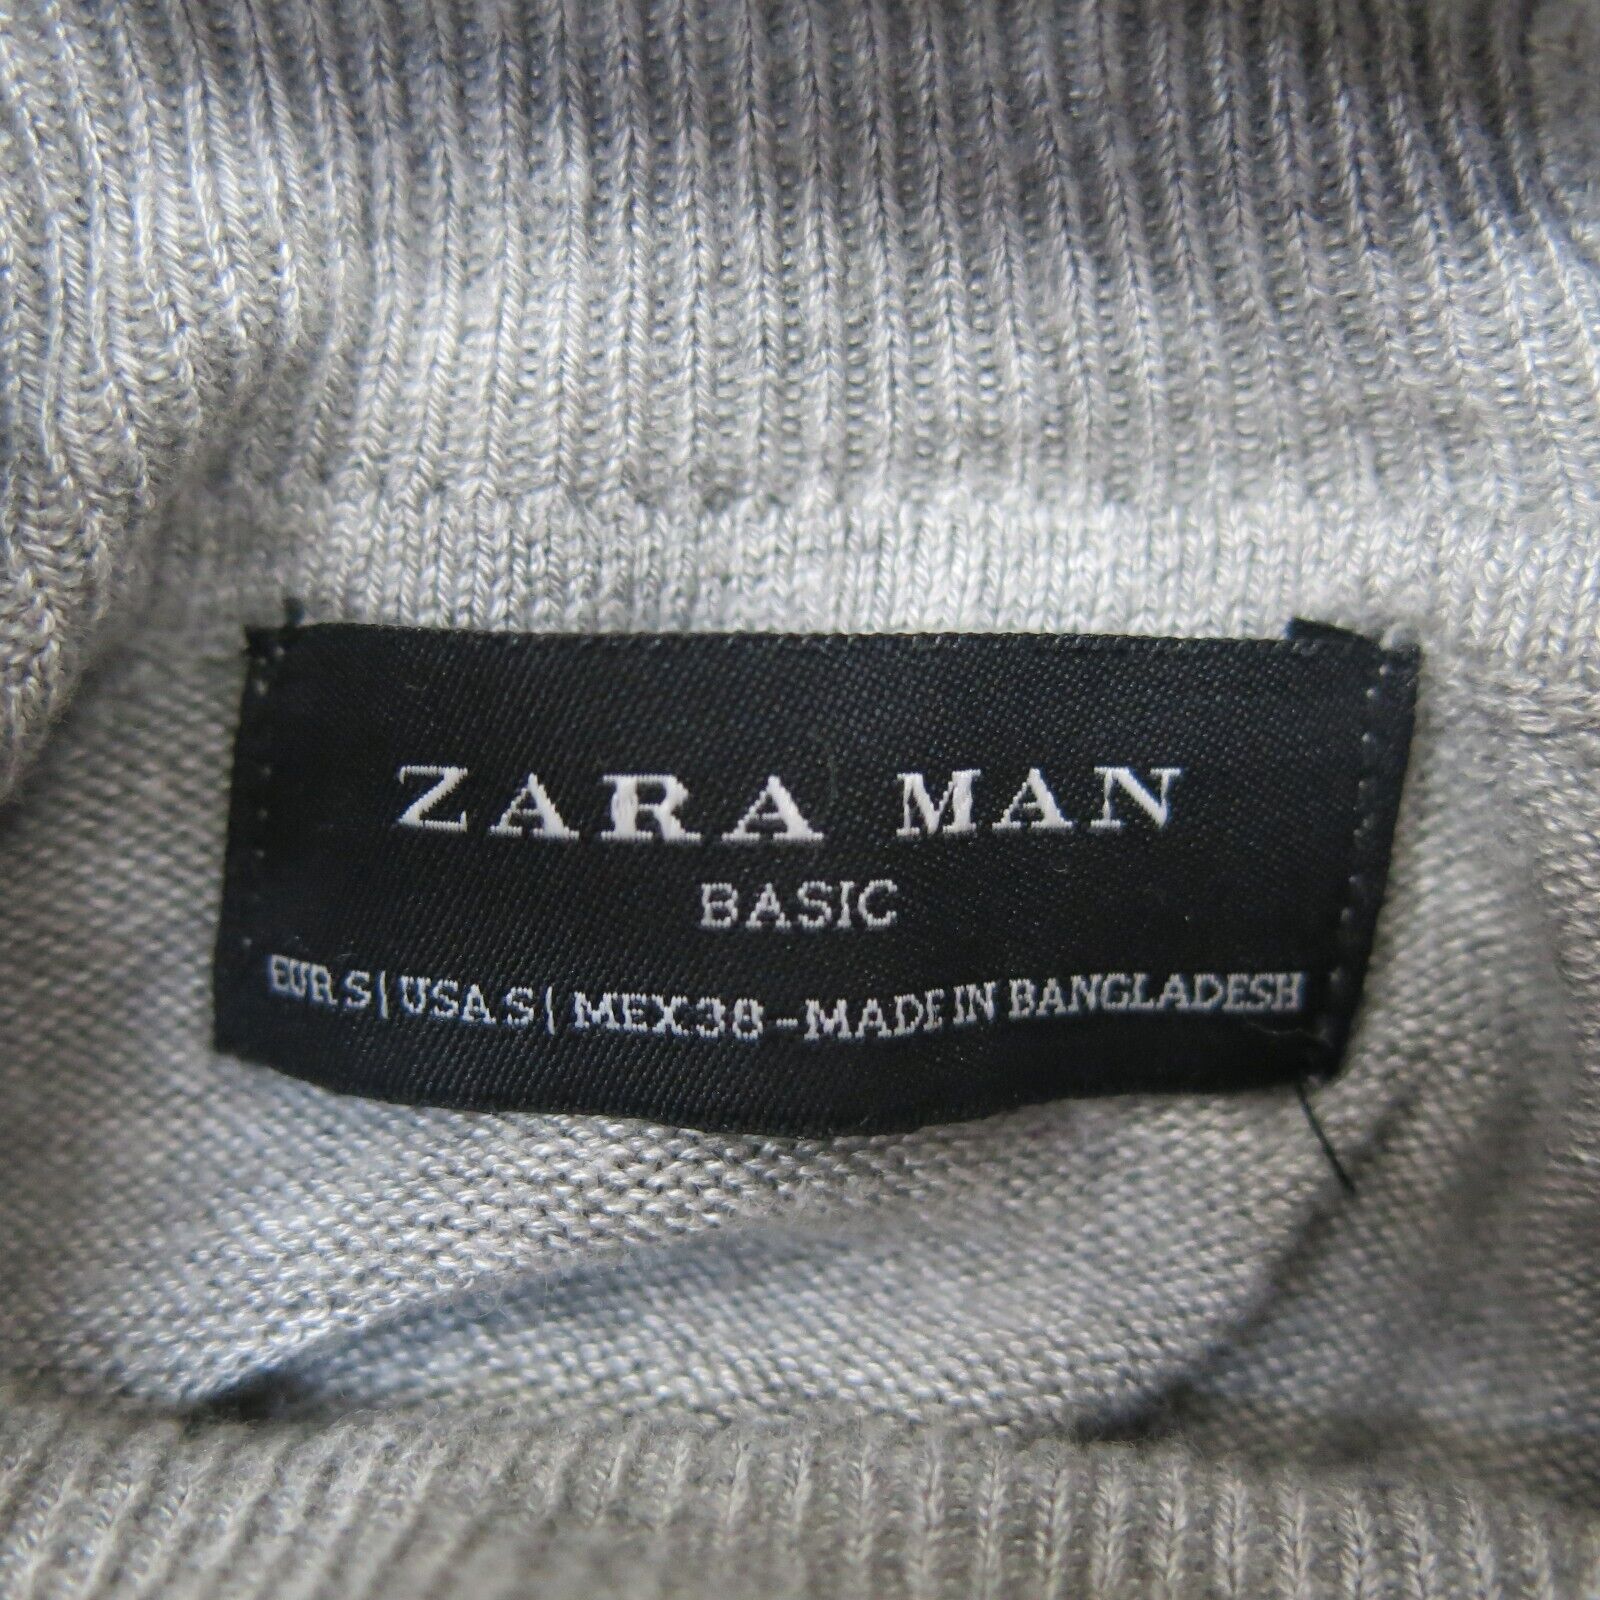 ZARA MAN
BASIC
EUR S | USA S | MEX 38 - MADE IN BANGLADESH